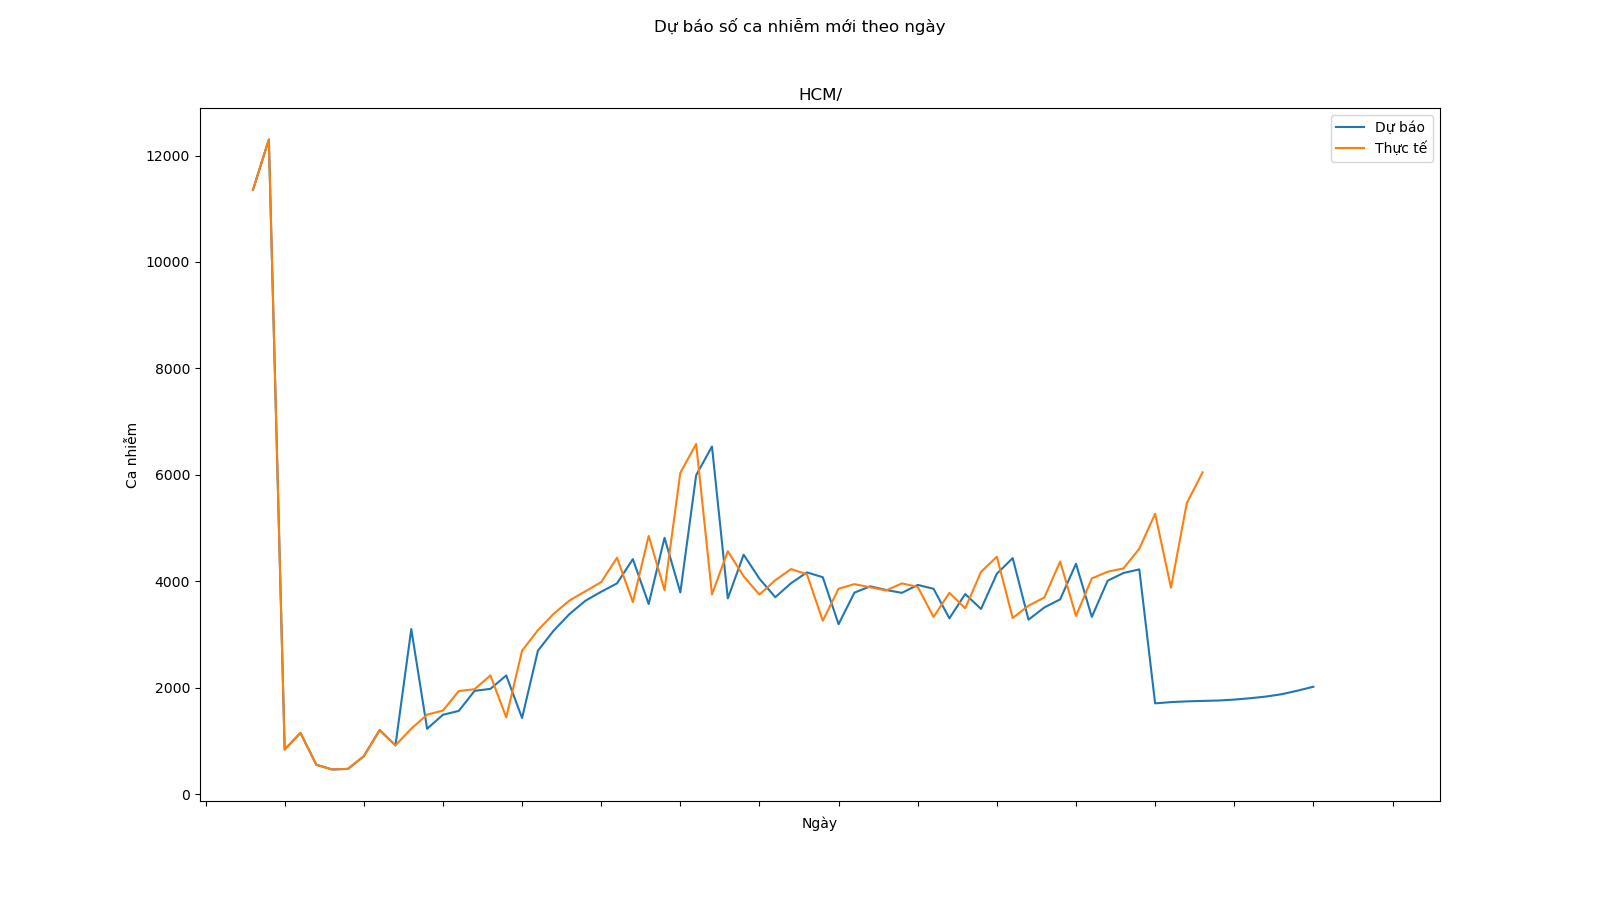 Dự báo số ca nhiễm mới theo ngày
HCM/
Dự báo
Thực tế
12000
10000
8000
6000
4000
2000
0
Ca nhiễm
Ngày